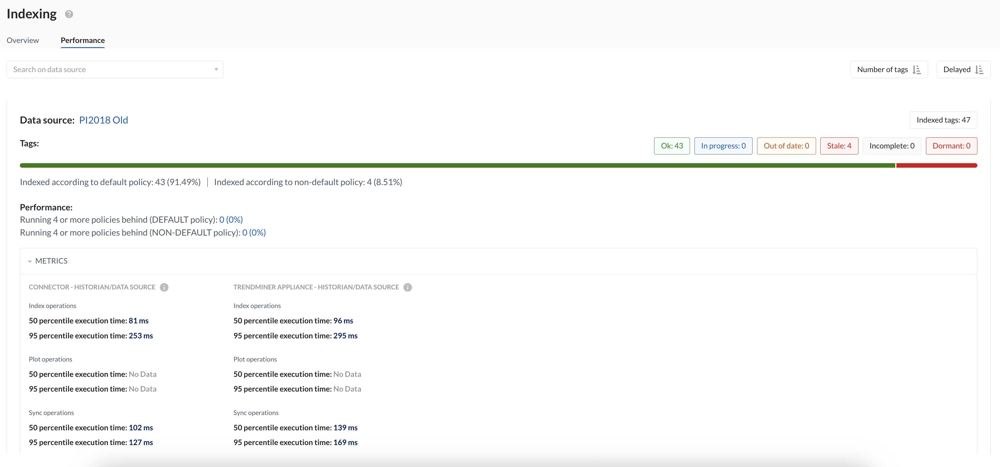 Indexing ?
Overview Performance
Search on data source Number of tags Delayed
Data source: PI2018 Old Indexed tags: 47
Tags: Ok: 43 In progress: 0 Out of date: 0 Stale: 4 Incomplete: 0 Dormant: 0
Indexed according to default policy: 43 (91.49%) | Indexed according to non-default policy: 4 (8.51%)
Performance:
Running 4 or more policies behind (DEFAULT policy): 0 (0%)
Running 4 or more policies behind (NON-DEFAULT policy): 0 (0%)
METRICS
CONNECTOR - HISTORIAN/DATA SOURCE i TRENDMINER APPLIANCE - HISTORIAN/DATA SOURCE i
Index operations Index operations
50 percentile execution time: 81 ms 50 percentile execution time: 96 ms
95 percentile execution time: 253 ms 95 percentile execution time: 295 ms
Plot operations Plot operations
50 percentile execution time: No Data 50 percentile execution time: No Data
95 percentile execution time: No Data 95 percentile execution time: No Data
Sync operations Sync operations
50 percentile execution time: 102 ms 50 percentile execution time: 139 ms
95 percentile execution time: 127 ms 95 percentile execution time: 169 ms